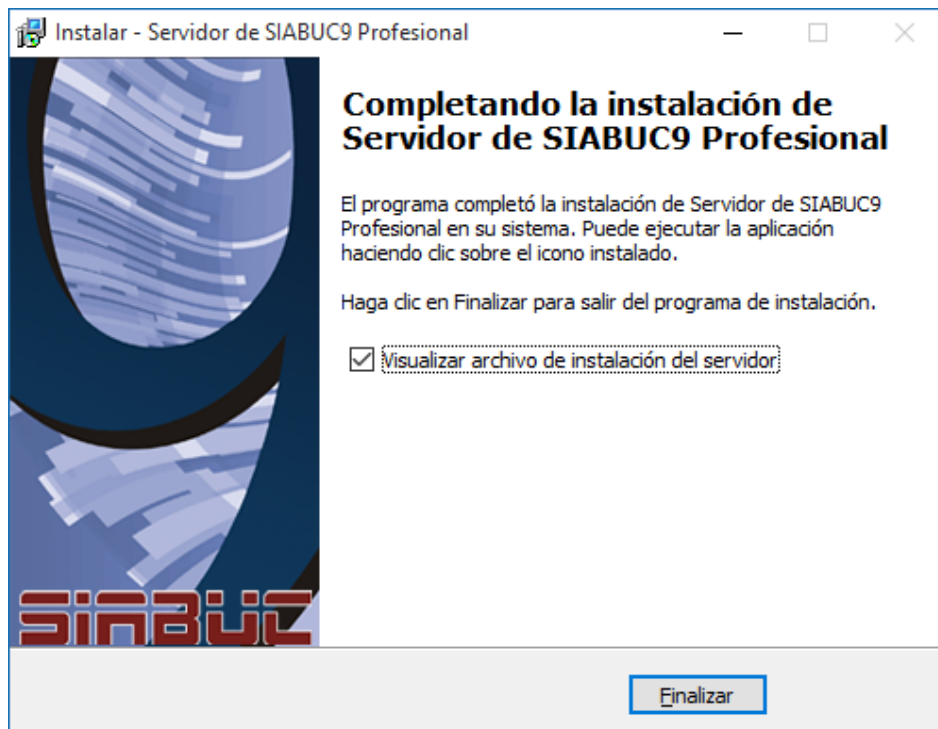 Instalar - Servidor de SIABUC9 Profesional
Completando la instalación de
Servidor de SIABUC9 Profesional
El programa completó la instalación de Servidor de SIABUC9
Profesional en su sistema. Puede ejecutar la aplicación
haciendo clic sobre el icono instalado.
Haga clic en Finalizar para salir del programa de instalación.
Visualizar archivo de instalación del servidor
SIABUC
Finalizar